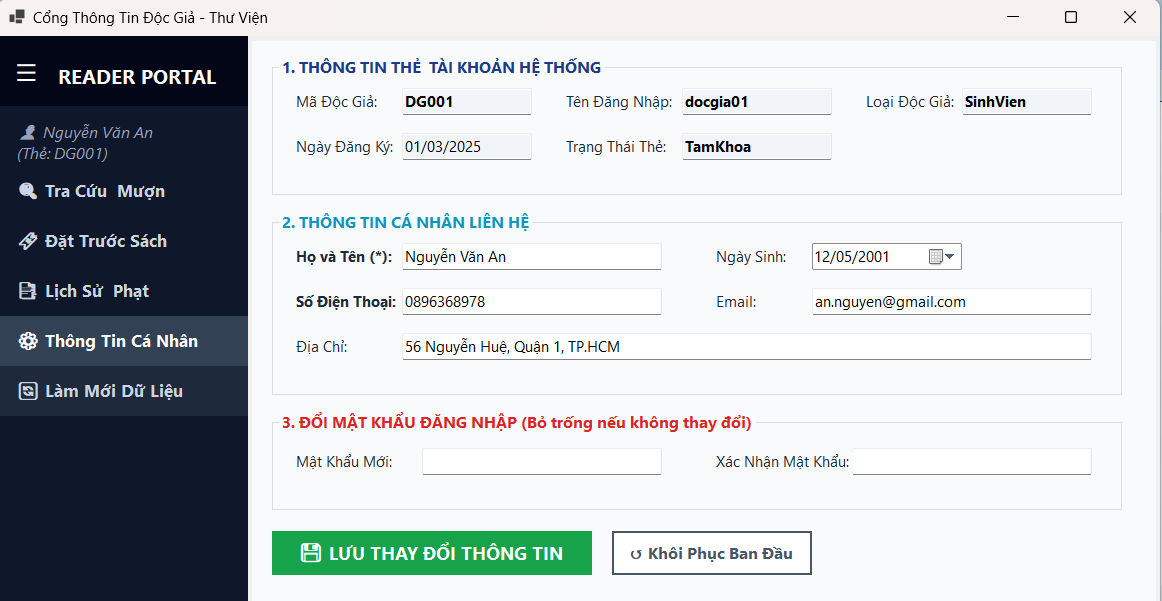 Cổng Thông Tin Độc Giả - Thư Viện
READER PORTAL
Nguyễn Văn An
(Thẻ: DG001)
Tra Cứu  Mượn
Đặt Trước Sách
Lịch Sử  Phạt
Thông Tin Cá Nhân
Làm Mới Dữ Liệu
1. THÔNG TIN THẺ  TÀI KHOẢN HỆ THỐNG
Mã Độc Giả: DG001 Tên Đăng Nhập: docgia01 Loại Độc Giả: SinhVien
Ngày Đăng Ký: 01/03/2025 Trạng Thái Thẻ: TamKhoa
2. THÔNG TIN CÁ NHÂN LIÊN HỆ
Họ và Tên (*): Nguyễn Văn An Ngày Sinh: 12/05/2001
Số Điện Thoại: 0896368978 Email: an.nguyen@gmail.com
Địa Chỉ: 56 Nguyễn Huệ, Quận 1, TP.HCM
3. ĐỔI MẬT KHẨU ĐĂNG NHẬP (Bỏ trống nếu không thay đổi)
Mật Khẩu Mới: Xác Nhận Mật Khẩu:
LƯU THAY ĐỔI THÔNG TIN
↺ Khôi Phục Ban Đầu